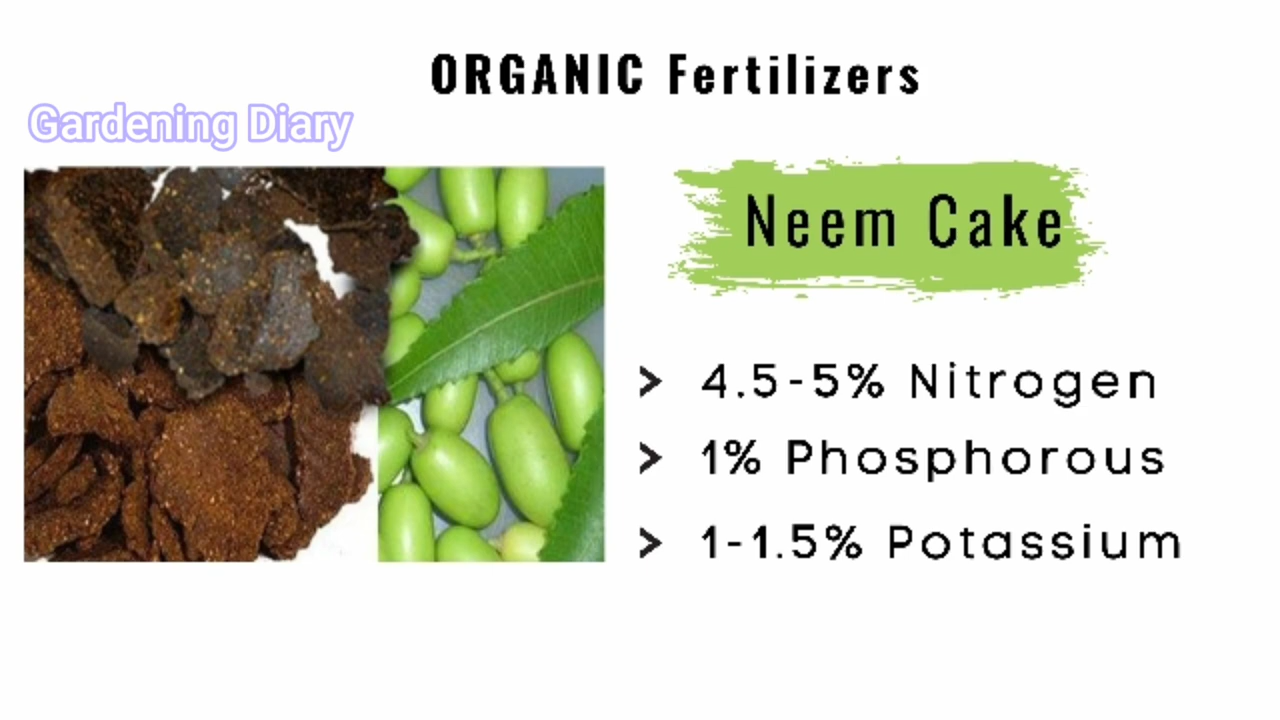 ORGANIC Fertilizers
Gardening Diary
Neem Cake
> 4.5-5% Nitrogen
> 1% Phosphorous
> 1-1.5% Potassium